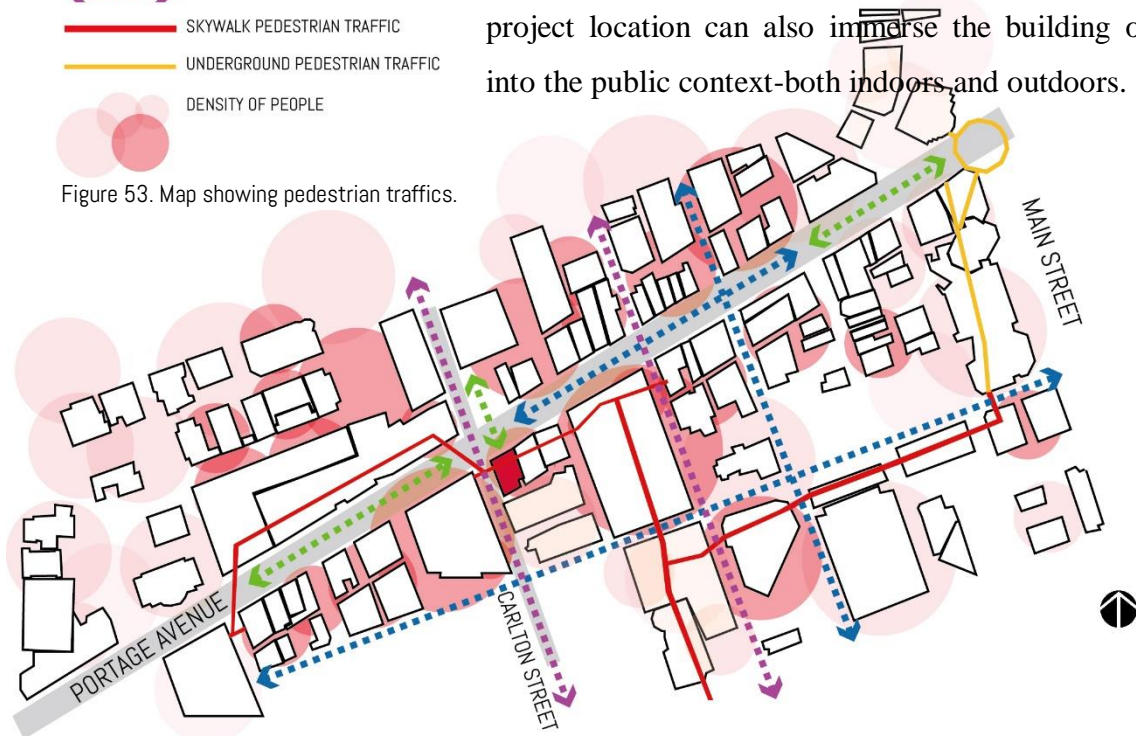 SKYWALK PEDESTRIAN TRAFFIC
UNDERGROUND PEDESTRIAN TRAFFIC
DENSITY OF PEOPLE
Figure 53. Map showing pedestrian traffics.
project location can also immerse the building
into the public context-both indoors and outdoors.
MAIN STREET
PORTAGE AVENUE
CARLTON STREET